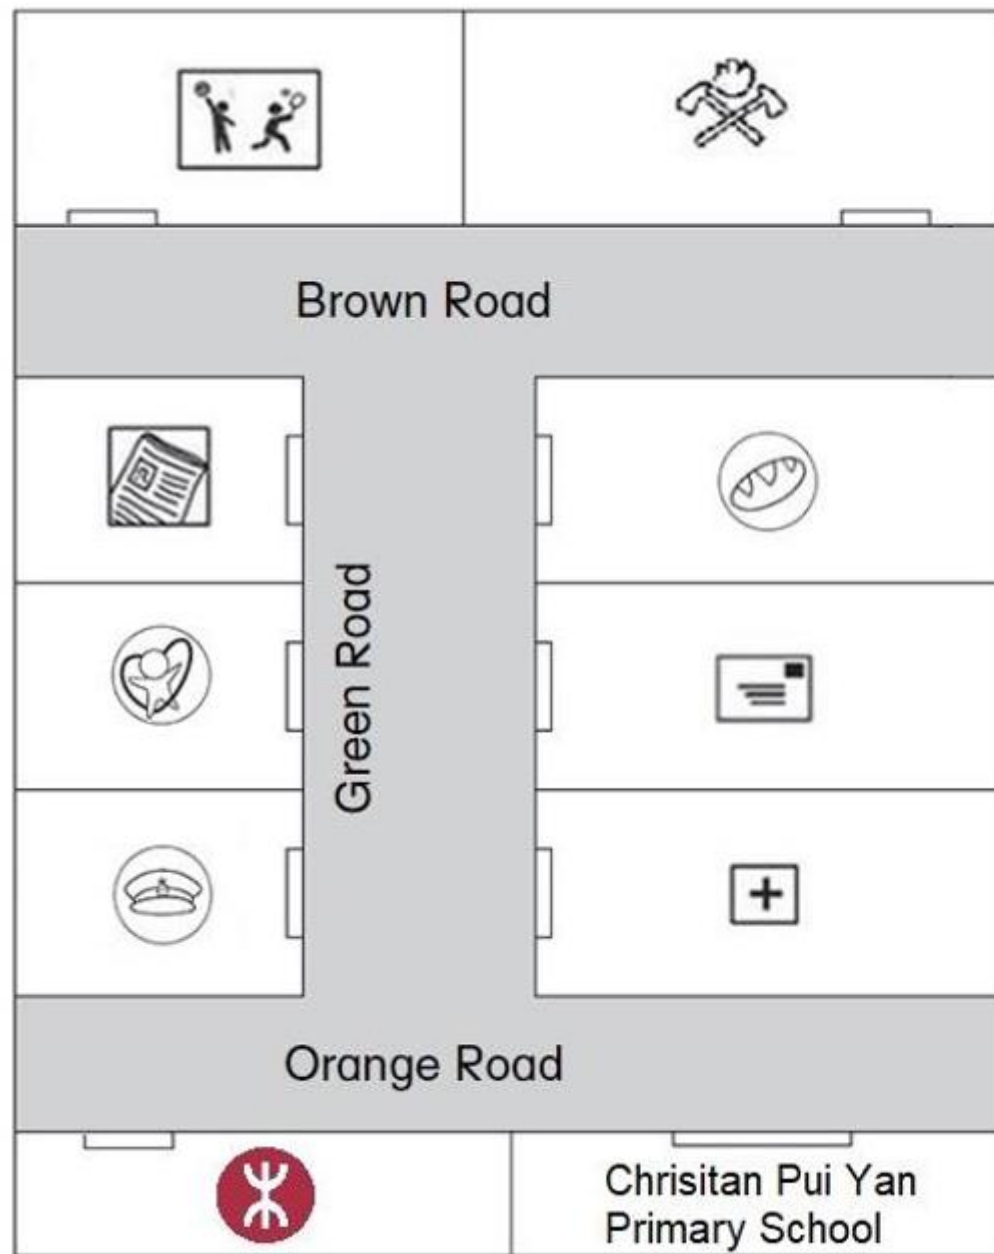 Brown Road
Green Road
Orange Road
Chrisitan Pui Yan
Primary School